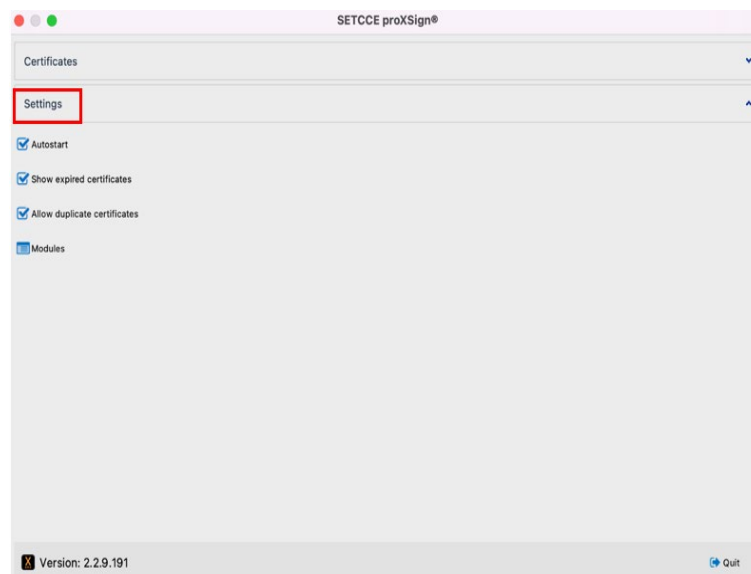 SETCCE proXSign®
Certificates
Settings
Autostart
Show expired certificates
Allow duplicate certificates
Modules
Version: 2.2.9.191
Quit